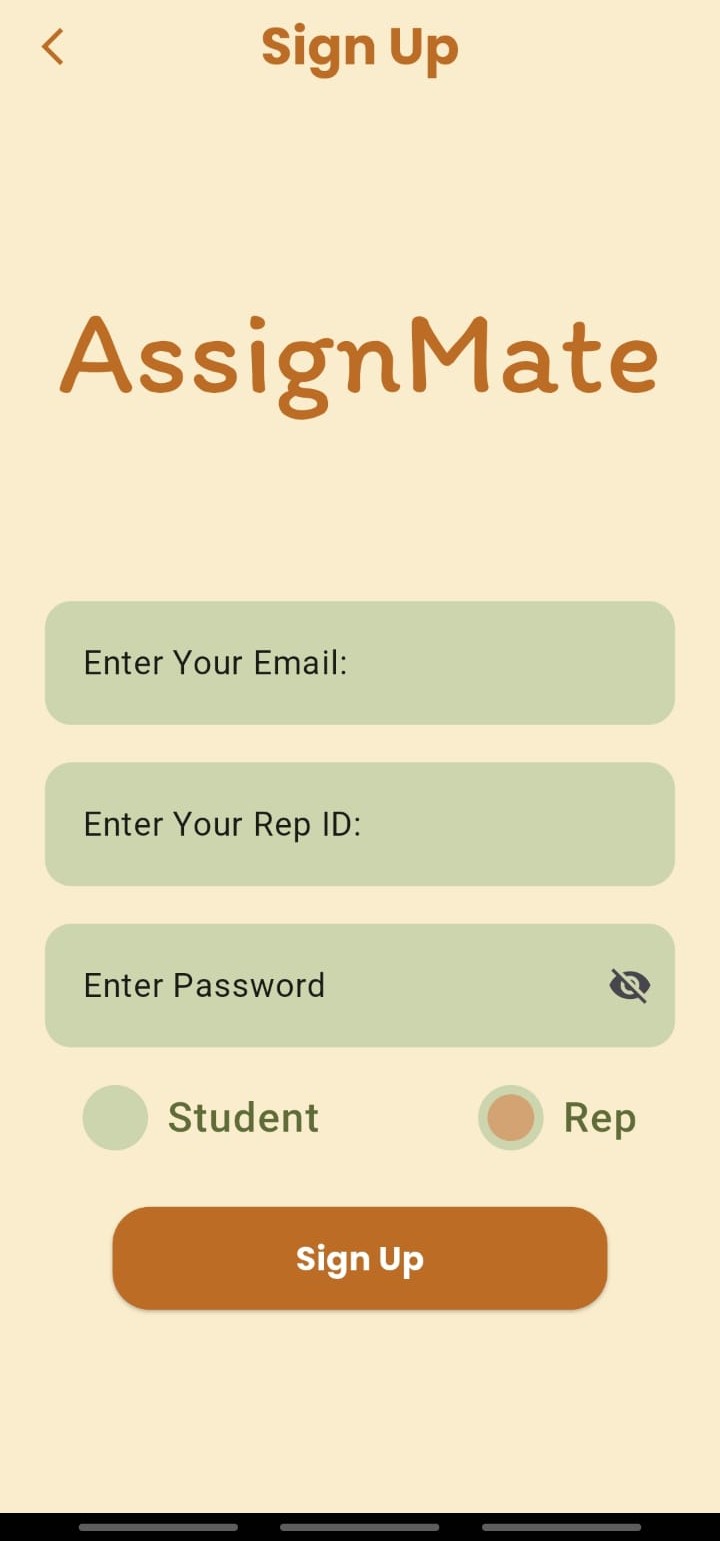 Sign Up
AssignMate
Enter Your Email:
Enter Your Rep ID:
Enter Password
Student
Rep
Sign Up